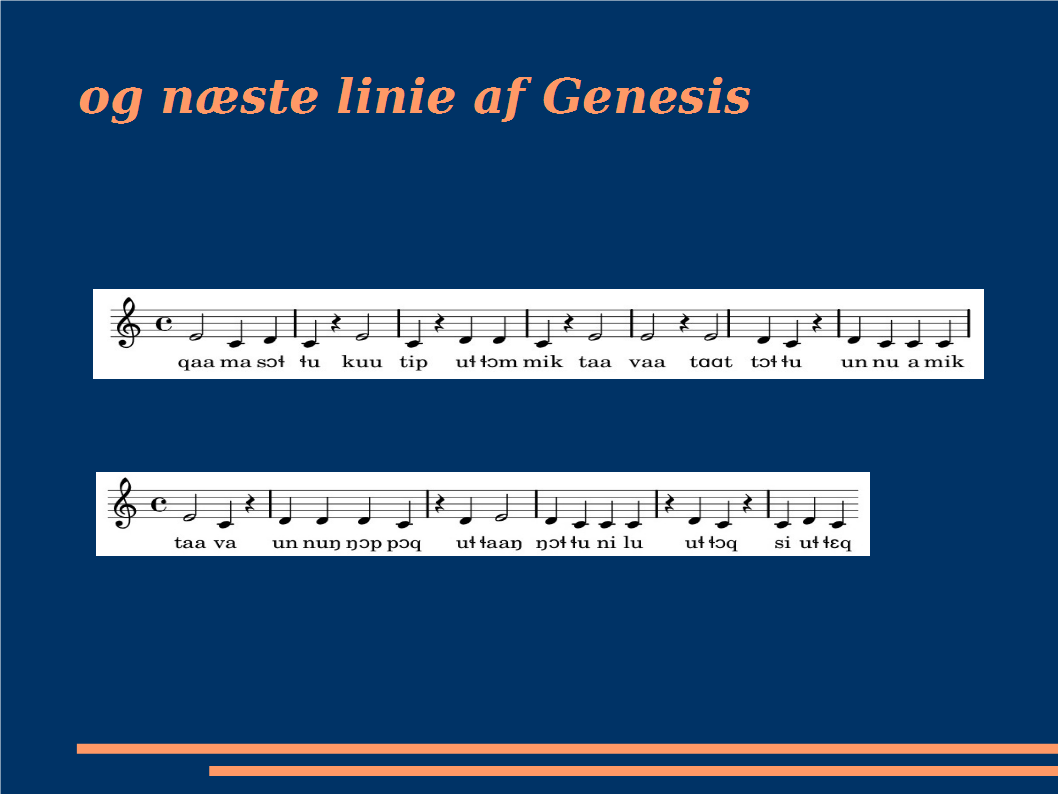 og næste linie af Genesis
qaa ma sɔɬ ɬu kuu tip uɬ ɬɔm mik taa vaa tɑɑt tɔɬ ɬu un nu a mik
taa va un nuŋ ŋɔp pɔq uɬ ɬaaŋ ŋɔɬ ɬu ni lu uɬ ɬɔq si uɬ ɬɛq